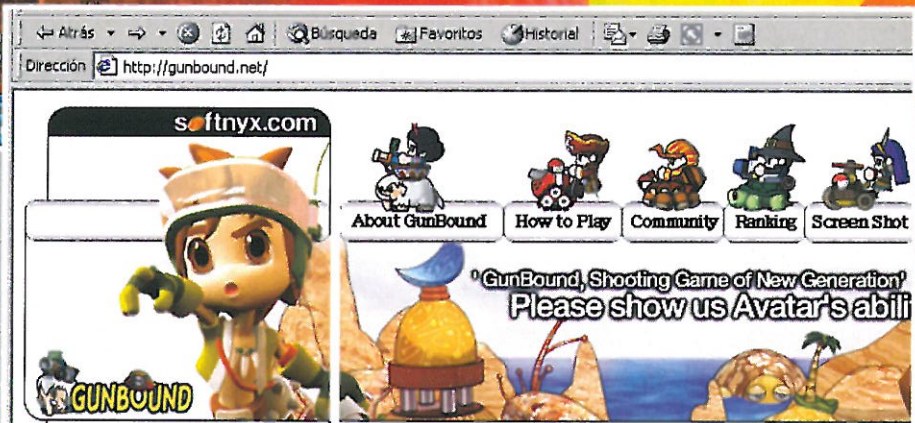 Atrás Búsqueda Favoritos Historial
Dirección http://gunbound.net/
softnyx.com
About GunBound How to Play Community Ranking Screen Shot
' GunBound, Shooting Game of New Generation'
Please show us Avatar's abili
GUNBOUND